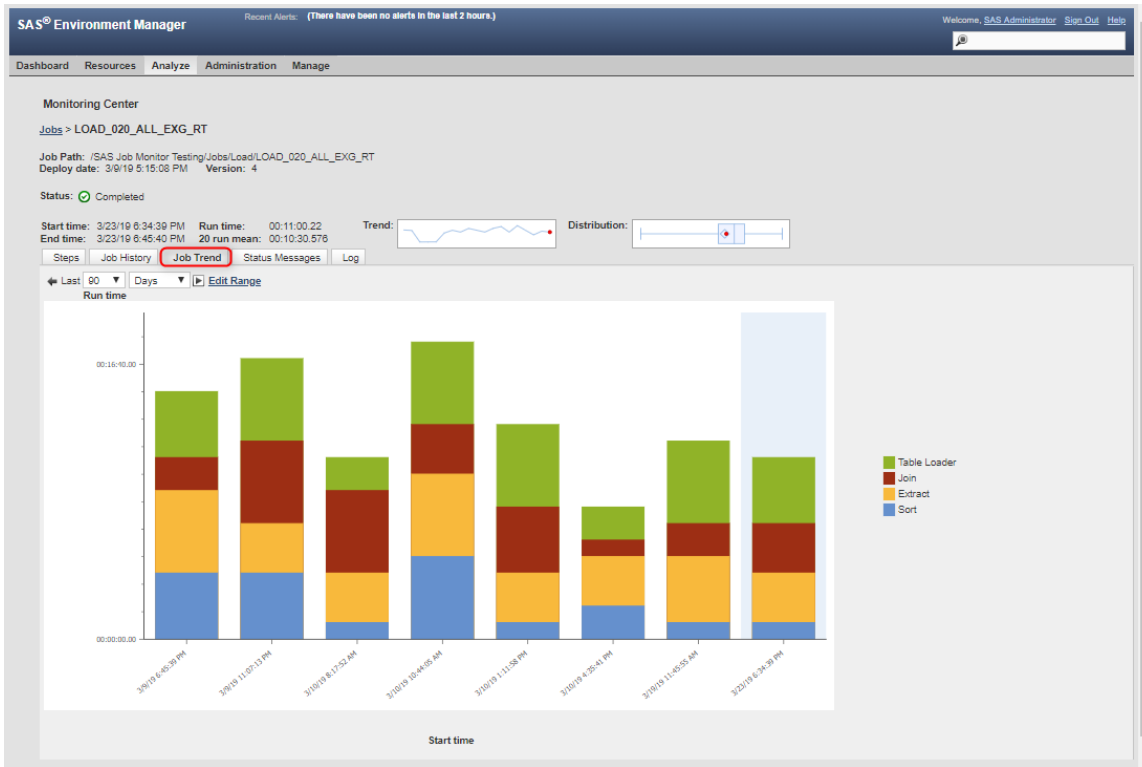 SAS® Environment Manager
Recent Alerts: (There have been no alerts in the last 2 hours.)
Welcome, SAS Administrator Sign Out Help
Dashboard Resources Analyze Administration Manage
Monitoring Center
Jobs > LOAD_020_ALL_EXG_RT
Job Path: /SAS Job Monitor Testing/Jobs/Load/LOAD_020_ALL_EXG_RT
Deploy date: 3/9/19 5:15:08 PM Version: 4
Status: Completed
Start time: 3/23/19 6:34:39 PM Run time: 00:11:00.22 Trend: Distribution:
End time: 3/23/19 6:45:40 PM 20 run mean: 00:10:30.576
Steps Job History Job Trend Status Messages Log
Last 90 Days Edit Range
Run time
00:16:40.00
00:00:00.00
Table Loader
Join
Extract
Sort
3/9/19 6:45:39 PM
3/9/19 11:07:13 PM
3/10/19 8:17:52 AM
3/10/19 10:44:05 AM
3/10/19 1:11:58 PM
3/10/19 4:35:41 PM
3/19/19 11:45:55 AM
3/23/19 6:34:39 PM
Start time